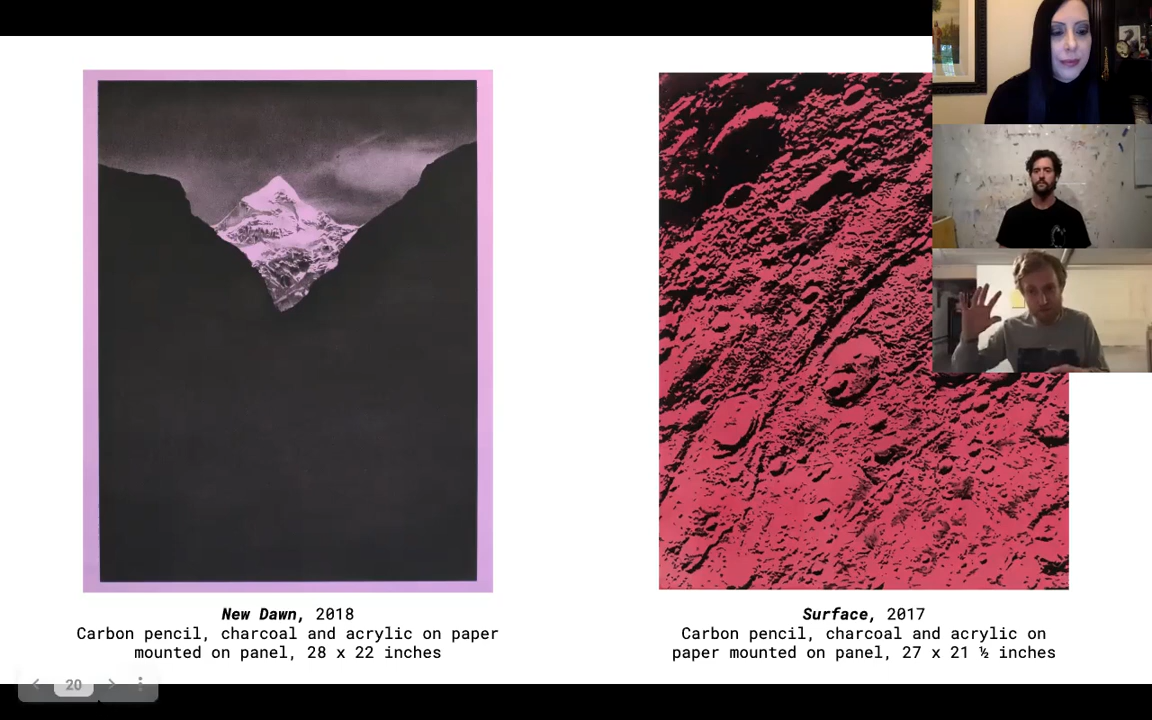 New Dawn, 2018
Carbon pencil, charcoal and acrylic on paper
mounted on panel, 28 x 22 inches
Surface, 2017
Carbon pencil, charcoal and acrylic on
paper mounted on panel, 27 x 21 ½ inches
20